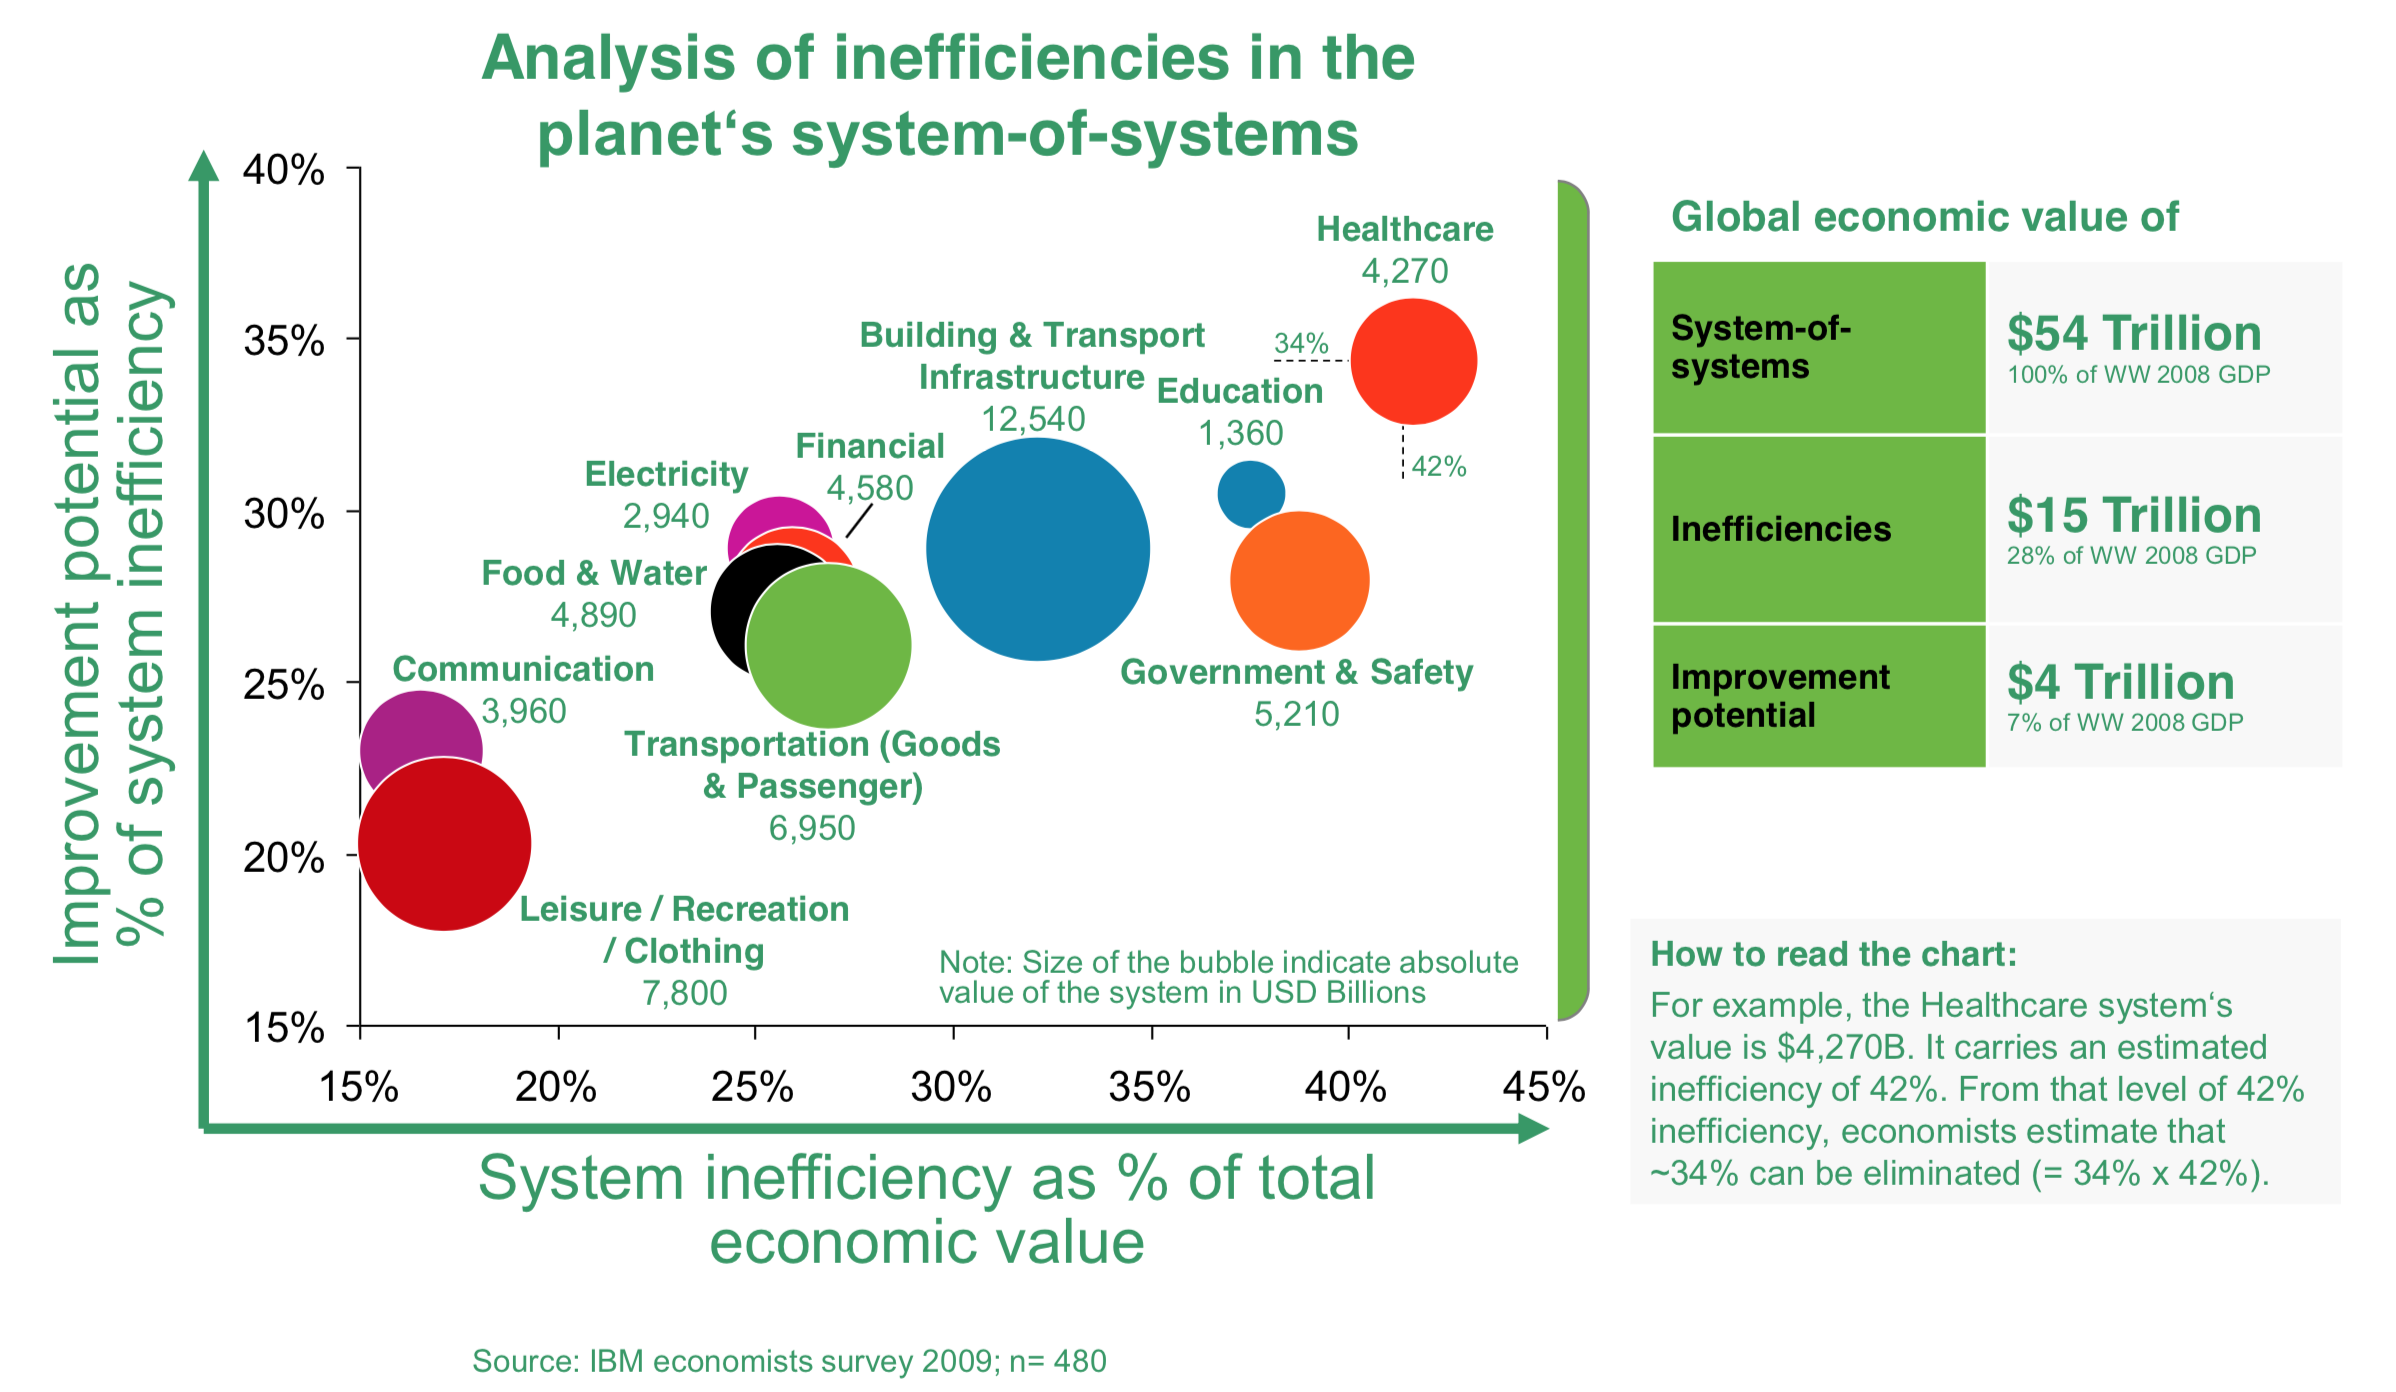 Analysis of inefficiencies in the
planet‘s system-of-systems
Improvement potential as
% of system inefficiency
40%
35%
30%
25%
20%
15%
15%
20%
25%
30%
35%
40%
45%
System inefficiency as % of total
economic value
Healthcare
4,270
34%
42%
Building & Transport
Infrastructure
12,540
Education
1,360
Financial
4,580
Electricity
2,940
Food & Water
4,890
Communication
3,960
Transportation (Goods
& Passenger)
6,950
Government & Safety
5,210
Leisure / Recreation
/ Clothing
7,800
Note: Size of the bubble indicate absolute
value of the system in USD Billions
Global economic value of
System-of-
systems
$54 Trillion
100% of WW 2008 GDP
Inefficiencies
$15 Trillion
28% of WW 2008 GDP
Improvement
potential
$4 Trillion
7% of WW 2008 GDP
How to read the chart:
For example, the Healthcare system‘s
value is $4,270B. It carries an estimated
inefficiency of 42%. From that level of 42%
inefficiency, economists estimate that
~34% can be eliminated (= 34% x 42%).
Source: IBM economists survey 2009; n= 480